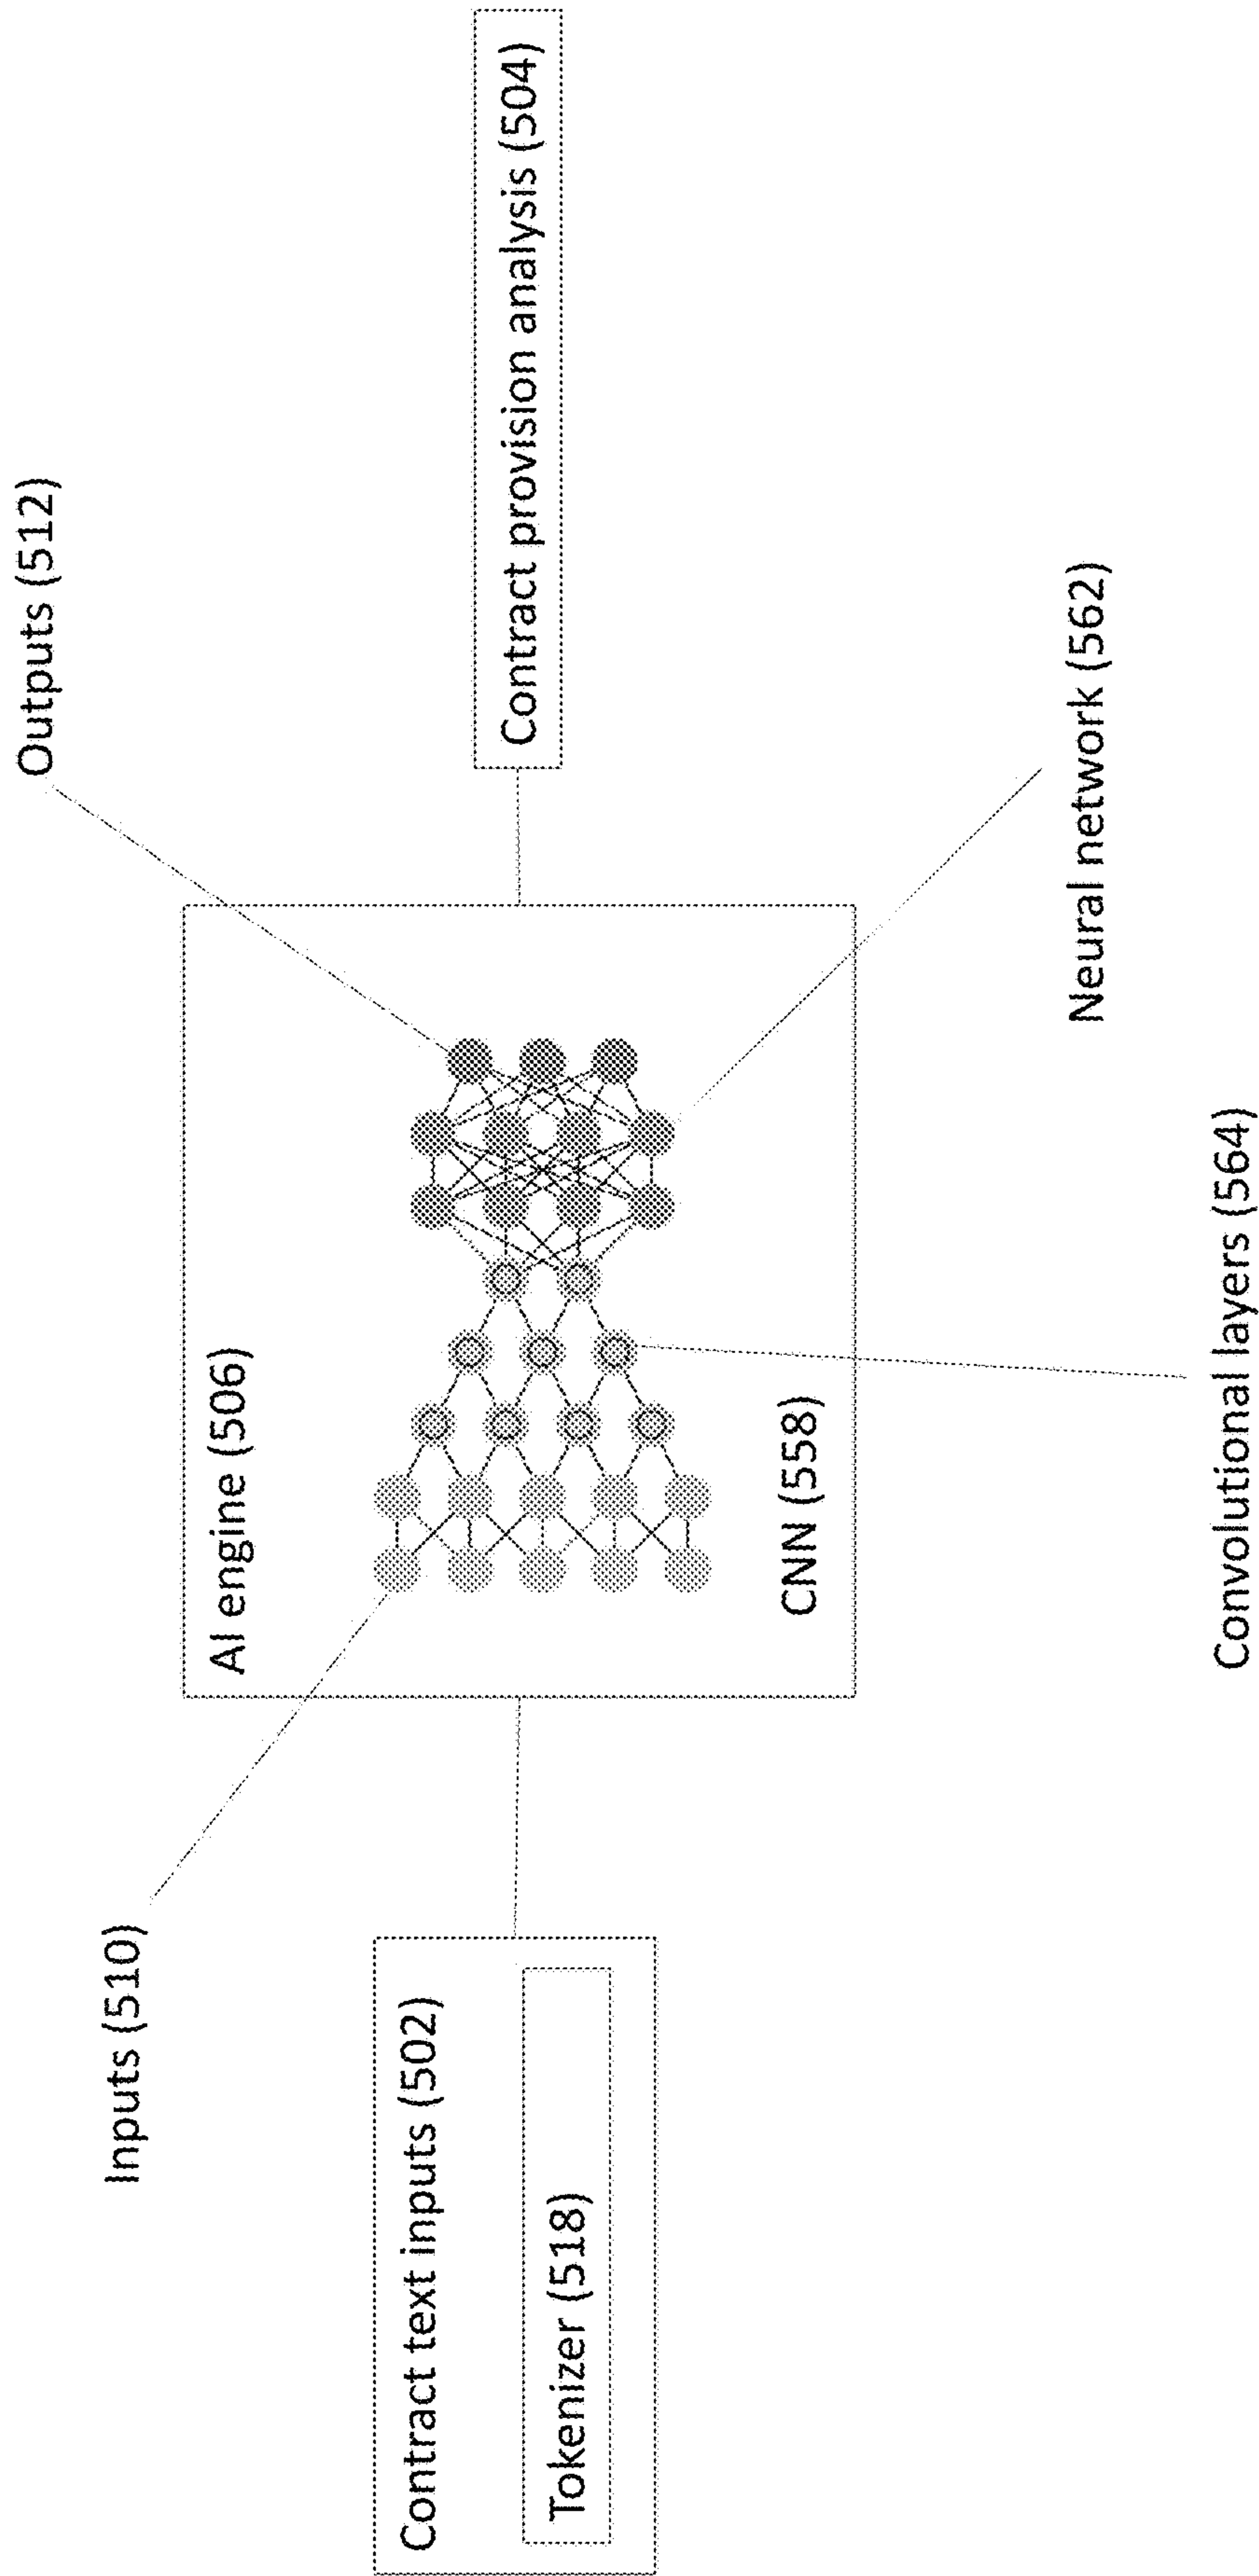 Outputs (512)
Inputs (510)
AI engine (506)
Contract text inputs (502)
Tokenizer (518)
Contract provision analysis (504)
CNN (558)
Neural network (562)
Convolutional layers (564)